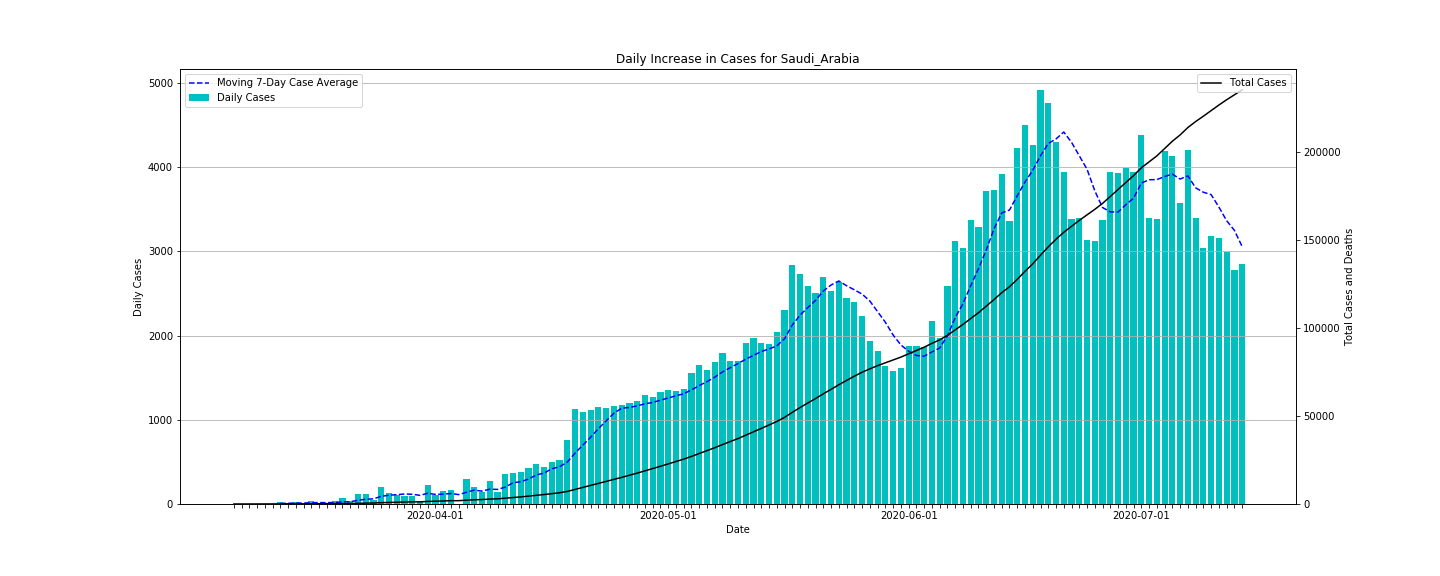 Daily Increase in Cases for Saudi_Arabia
Moving 7-Day Case Average
Daily Cases
Total Cases
5000
4000
3000
2000
1000
0
Daily Cases
200000
150000
100000
50000
0
Total Cases and Deaths
2020-04-01
2020-05-01
2020-06-01
2020-07-01
Date